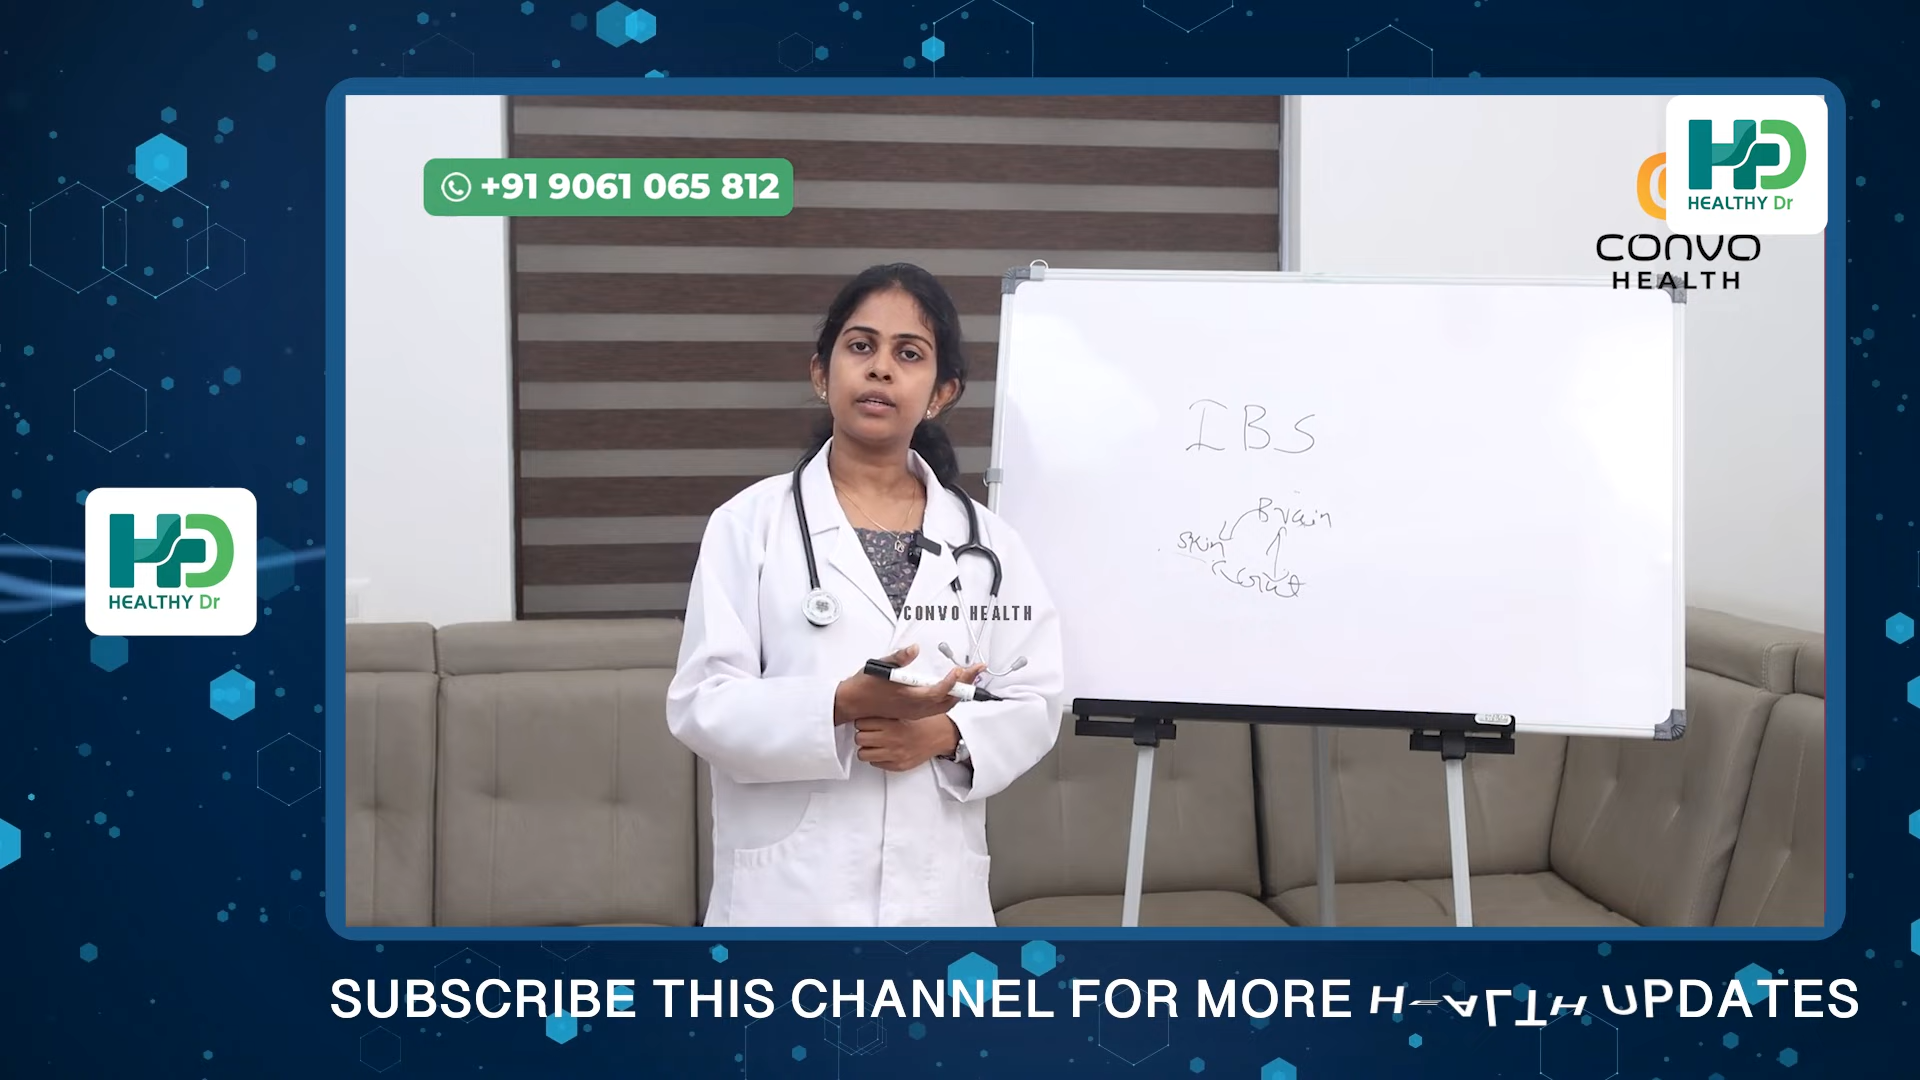 +91 9061 065 812
HEALTHY Dr
CONVO
HEALTH
IBS
Brain
Skin
Gut
CONVO HEALTH
HEALTHY Dr
SUBSCRIBE THIS CHANNEL FOR MORE HEALTH UPDATES